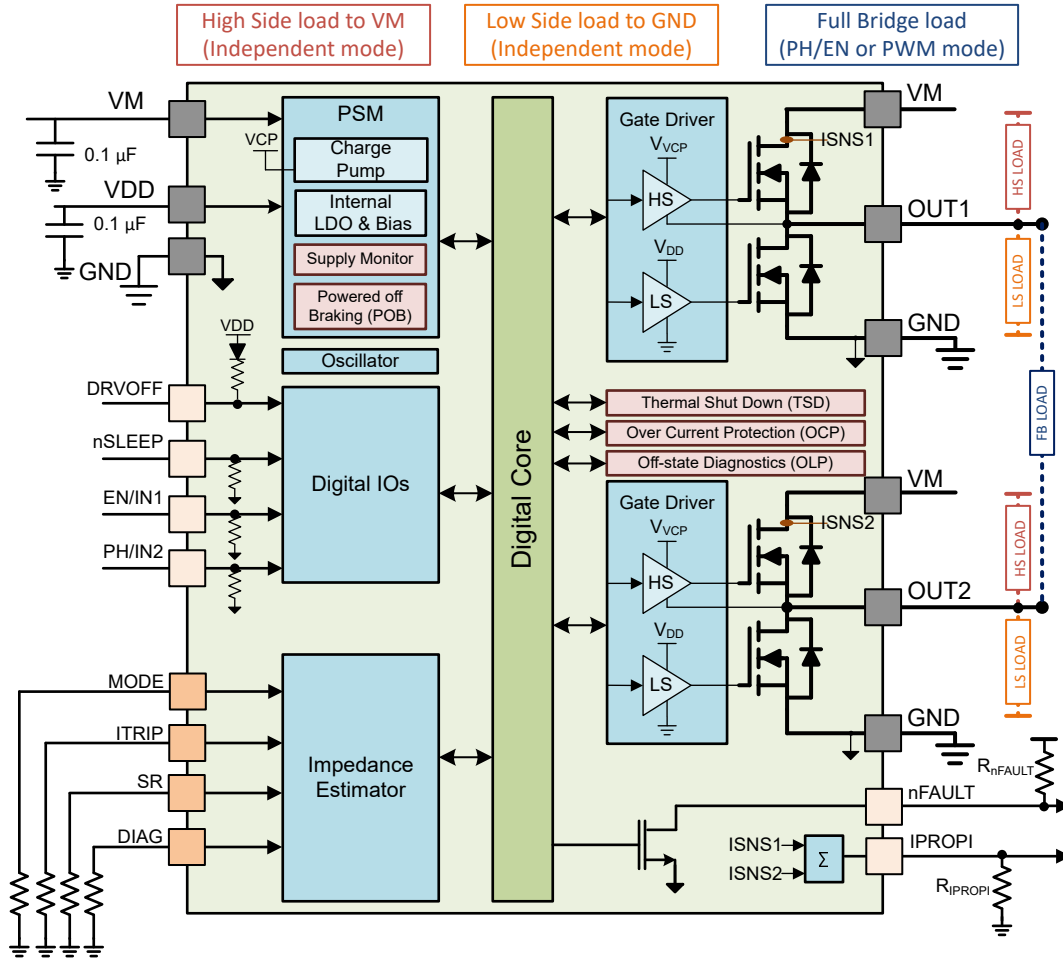 High Side load to VM
(Independent mode)
Low Side load to GND
(Independent mode)
Full Bridge load
(PH/EN or PWM mode)
VM
0.1 µF
VDD
0.1 µF
GND
PSM
VCP
Charge
Pump
Internal
LDO & Bias
Supply Monitor
Powered off
Braking (POB)
VDD
Oscillator
DRVOFF
nSLEEP
EN/IN1
PH/IN2
Digital IOs
MODE
ITRIP
SR
DIAG
Impedance
Estimator
Digital Core
Gate Driver
VVCP
HS
VDD
LS
ISNS1
VM
OUT1
GND
HS LOAD
LS LOAD
FB LOAD
Thermal Shut Down (TSD)
Over Current Protection (OCP)
Off-state Diagnostics (OLP)
Gate Driver
VVCP
HS
VDD
LS
ISNS2
VM
OUT2
GND
HS LOAD
LS LOAD
RnFAULT
nFAULT
ISNS1
ISNS2
Σ
IPROPI
RIPROPI